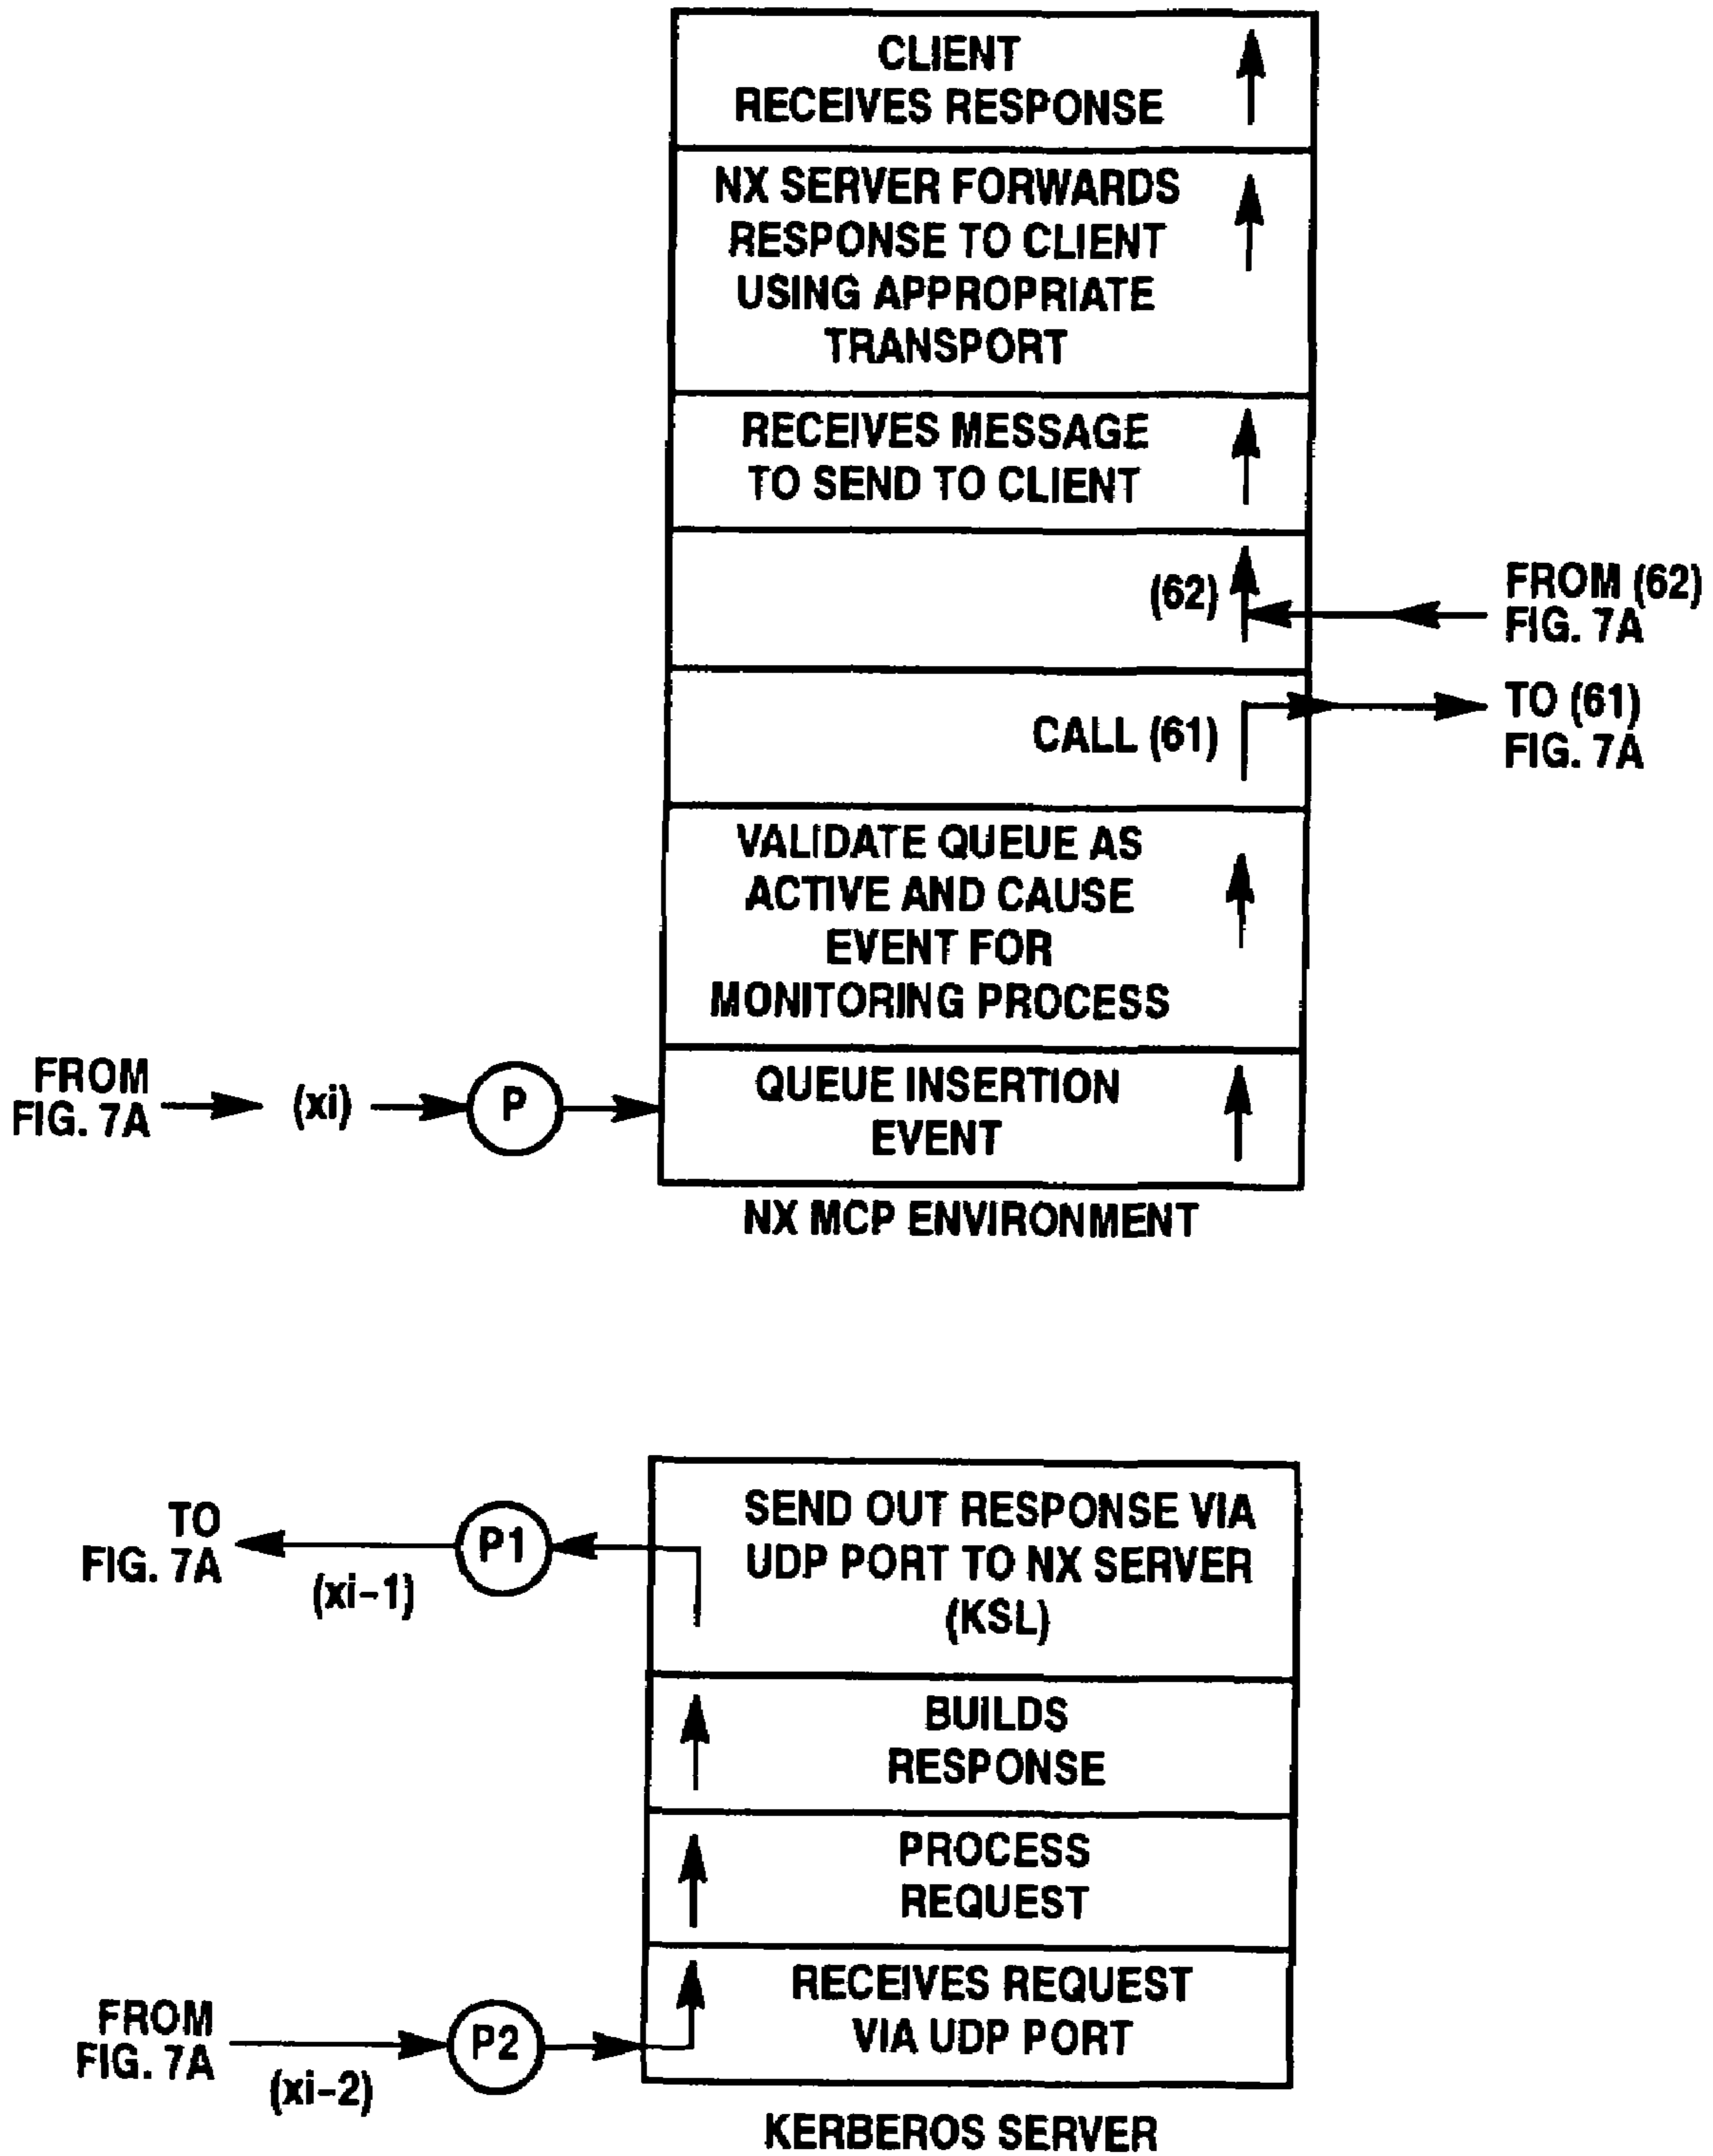 CLIENT
RECEIVES RESPONSE
NX SERVER FORWARDS
RESPONSE TO CLIENT
USING APPROPRIATE
TRANSPORT
RECEIVES MESSAGE
TO SEND TO CLIENT
(62)
FROM (62)
FIG. 7A
CALL (61)
TO (61)
FIG. 7A
VALIDATE QUEUE AS
ACTIVE AND CAUSE
EVENT FOR
MONITORING PROCESS
FROM
FIG. 7A
(xi)
P
QUEUE INSERTION
EVENT
NX MCP ENVIRONMENT
TO
FIG. 7A
(xi-1)
P1
SEND OUT RESPONSE VIA
UDP PORT TO NX SERVER
(KSL)
BUILDS
RESPONSE
PROCESS
REQUEST
FROM
FIG. 7A
(xi-2)
P2
RECEIVES REQUEST
VIA UDP PORT
KERBEROS SERVER